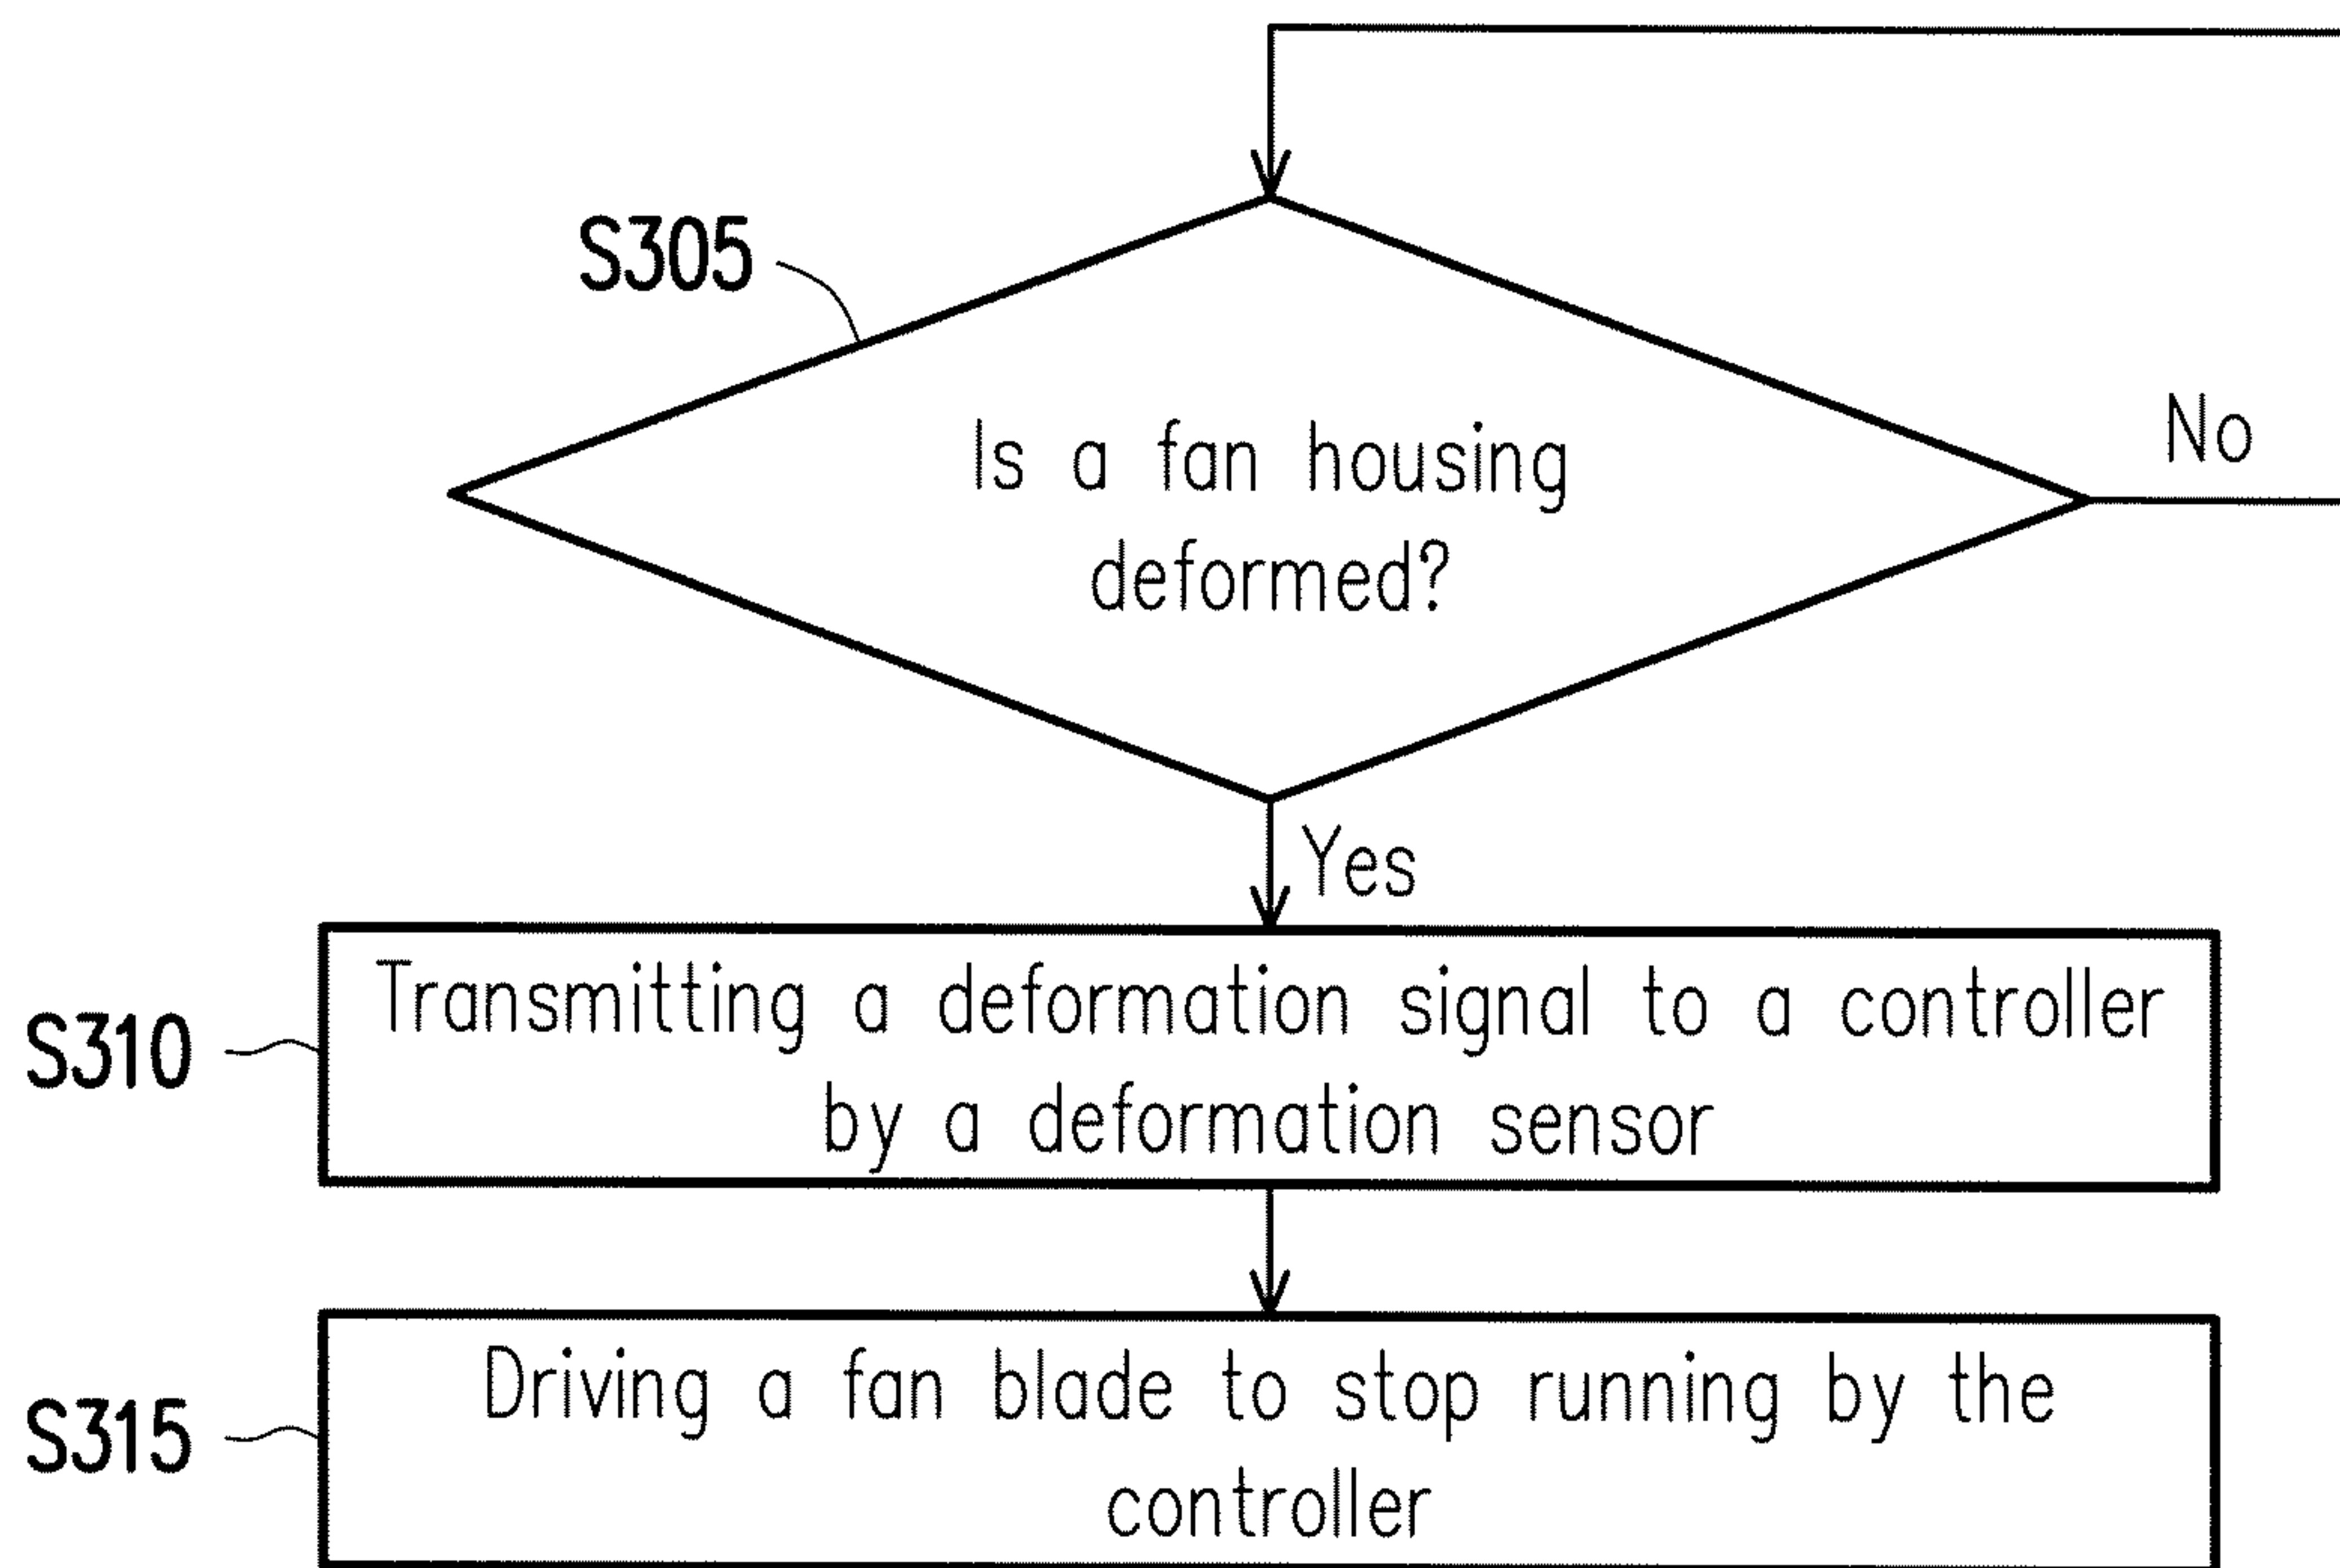 S305
Is a fan housing
deformed?
No
Yes
S310
Transmitting a deformation signal to a controller
by a deformation sensor
S315
Driving a fan blade to stop running by the
controller